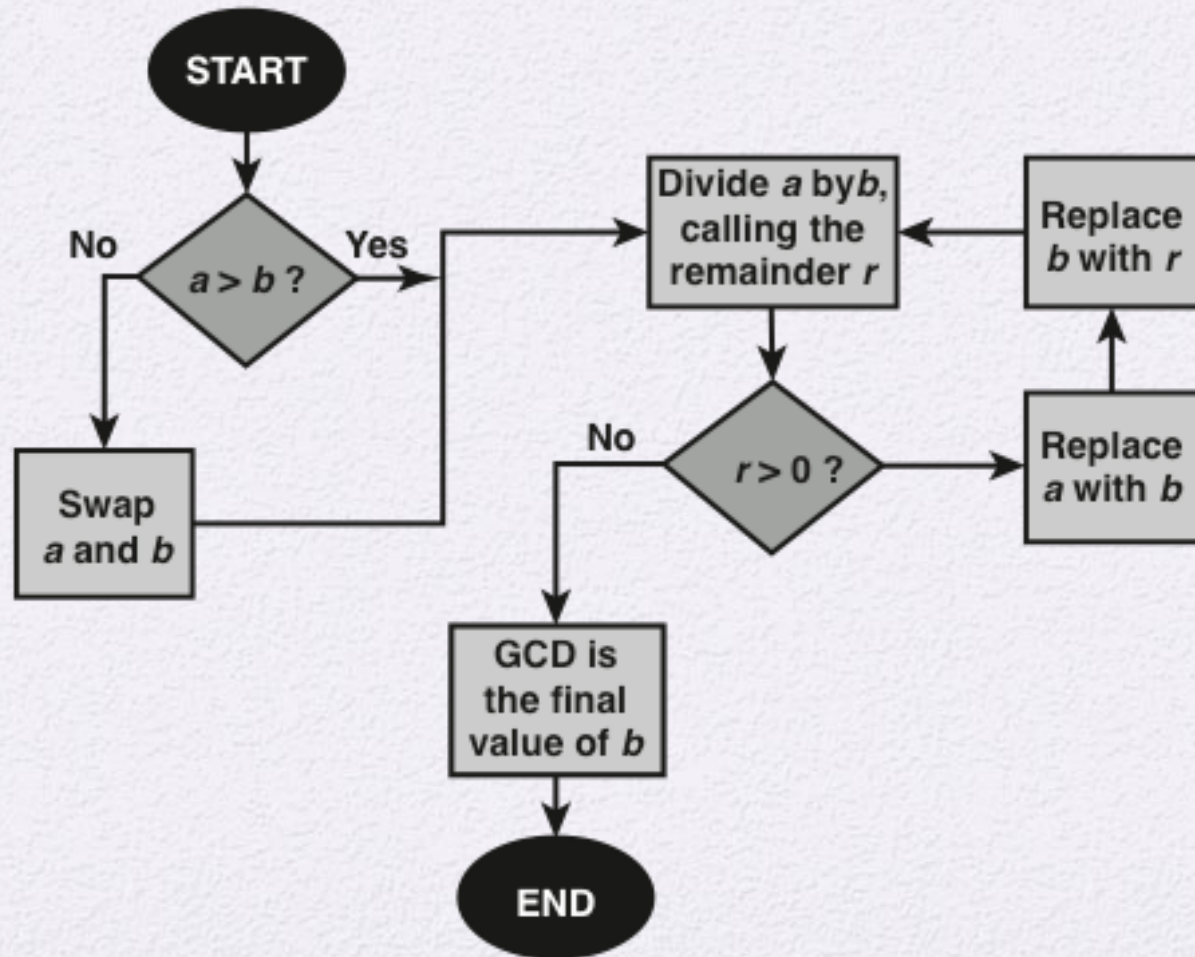 START
No
Yes
a > b ?
Swap
a and b
Divide a byb,
calling the
remainder r
Replace
b with r
No
r > 0 ?
Replace
a with b
GCD is
the final
value of b
END